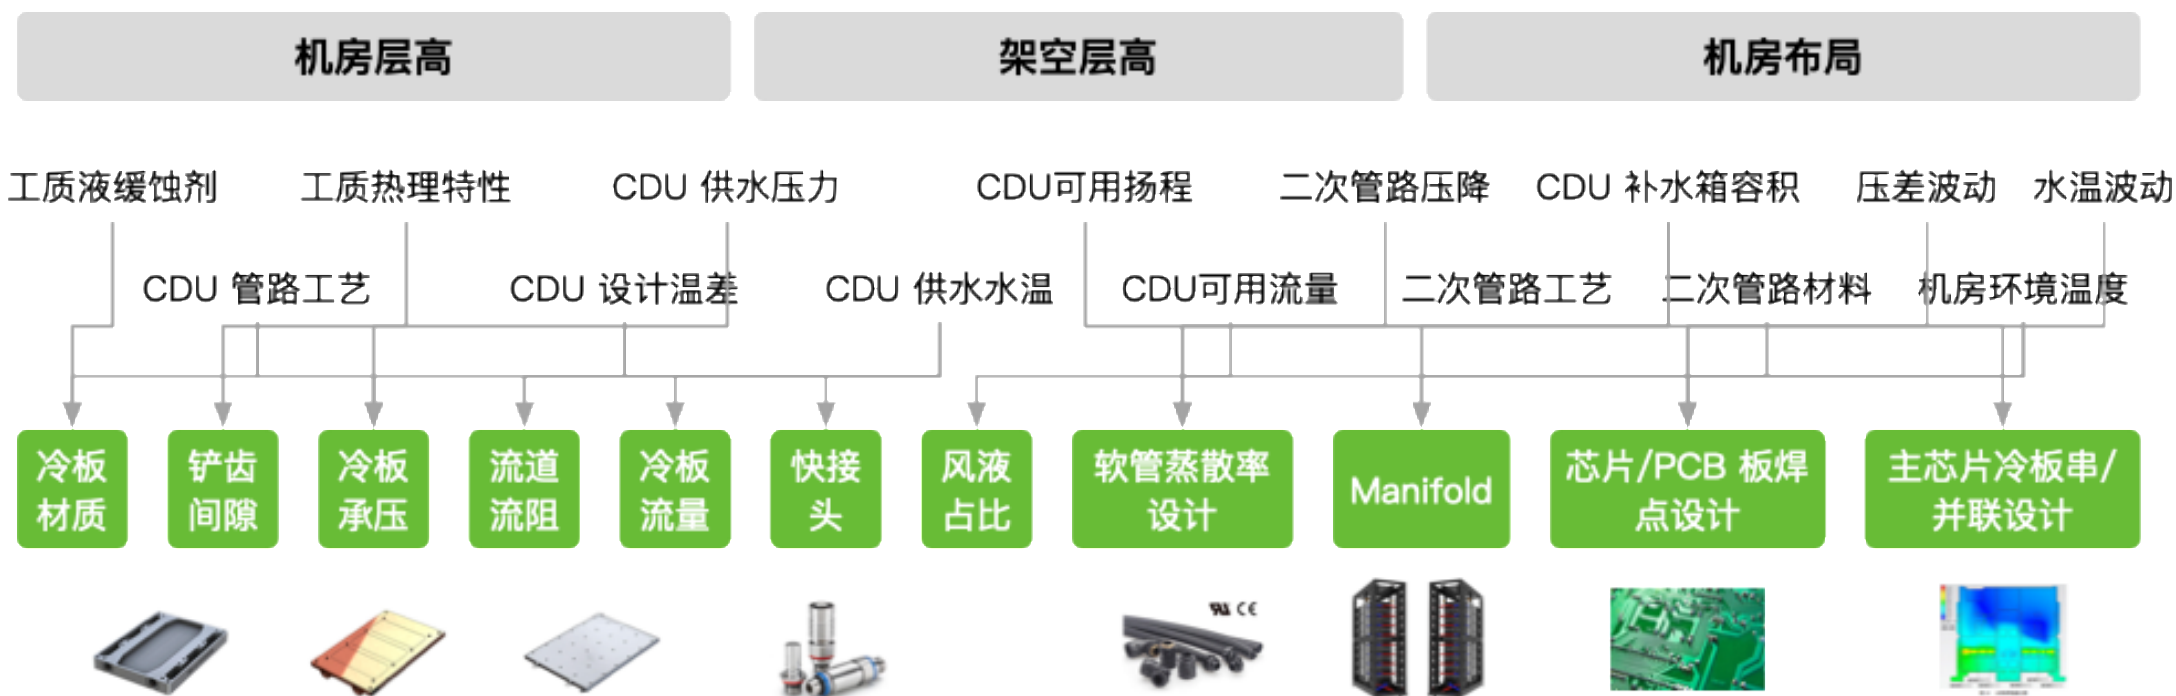 机房层高
架空层高
机房布局
工质液缓蚀剂
工质热理特性
CDU 供水压力
CDU可用扬程
二次管路压降
CDU 补水箱容积
压差波动
水温波动
CDU 管路工艺
CDU 设计温差
CDU 供水水温
CDU可用流量
二次管路工艺
二次管路材料
机房环境温度
冷板
材质
铲齿
间隙
冷板
承压
流道
流阻
冷板
流量
快接
头
风液
占比
软管蒸散率
设计
Manifold
芯片/PCB 板焊
点设计
主芯片冷板串/
并联设计
CE